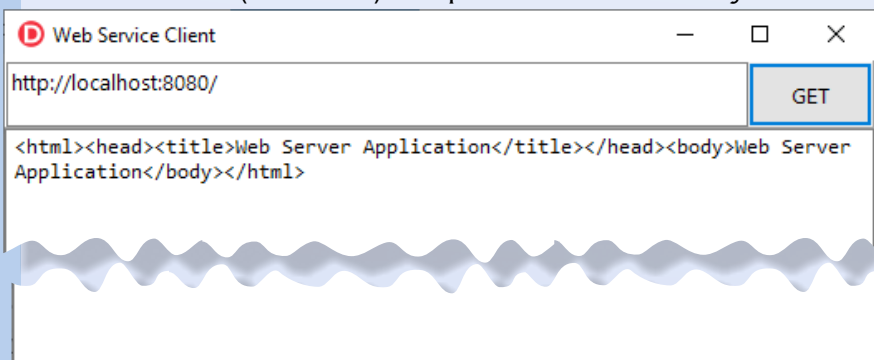 Web Service Client
http://localhost:8080/
GET
<html><head><title>Web Server Application</title></head><body>Web Server
Application</body></html>